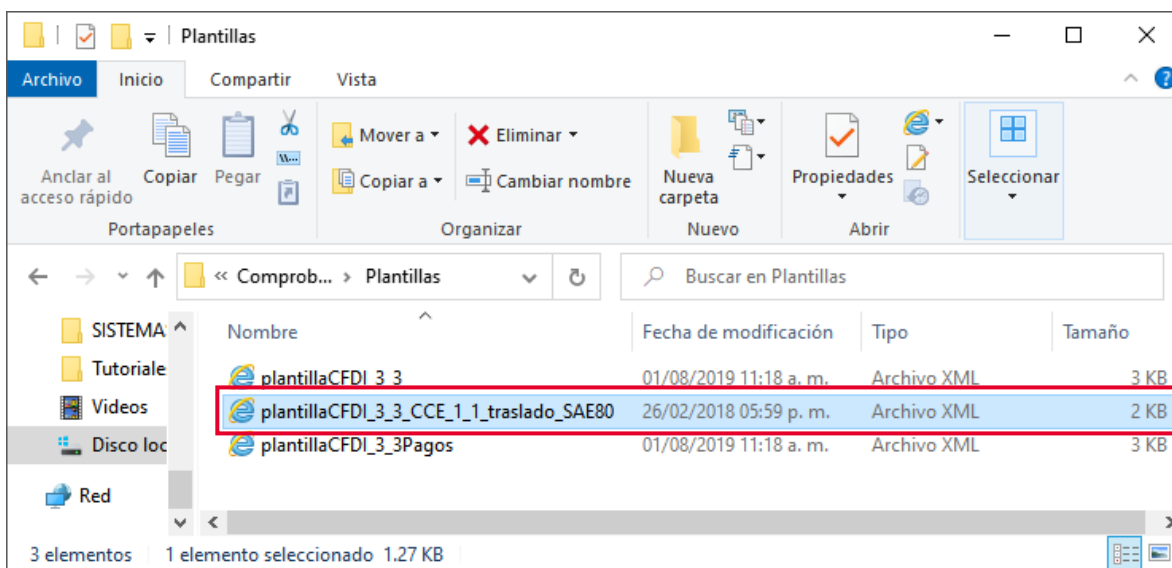 Plantillas
Archivo Inicio Compartir Vista
Anclar al acceso rápido
Copiar
Pegar
Mover a
Copiar a
Eliminar
Cambiar nombre
Nueva carpeta
Propiedades
Seleccionar
Portapapeles Organizar Nuevo Abrir
« Comprob... > Plantillas
Buscar en Plantillas
SISTEMA
Tutoriale
Videos
Disco loc
Red
Nombre Fecha de modificación Tipo Tamaño
plantillaCFDI_3_3 01/08/2019 11:18 a. m. Archivo XML 3 KB
plantillaCFDI_3_3_CCE_1_1_traslado_SAE80 26/02/2018 05:59 p. m. Archivo XML 2 KB
plantillaCFDI_3_3Pagos 01/08/2019 11:18 a. m. Archivo XML 3 KB
3 elementos 1 elemento seleccionado 1.27 KB